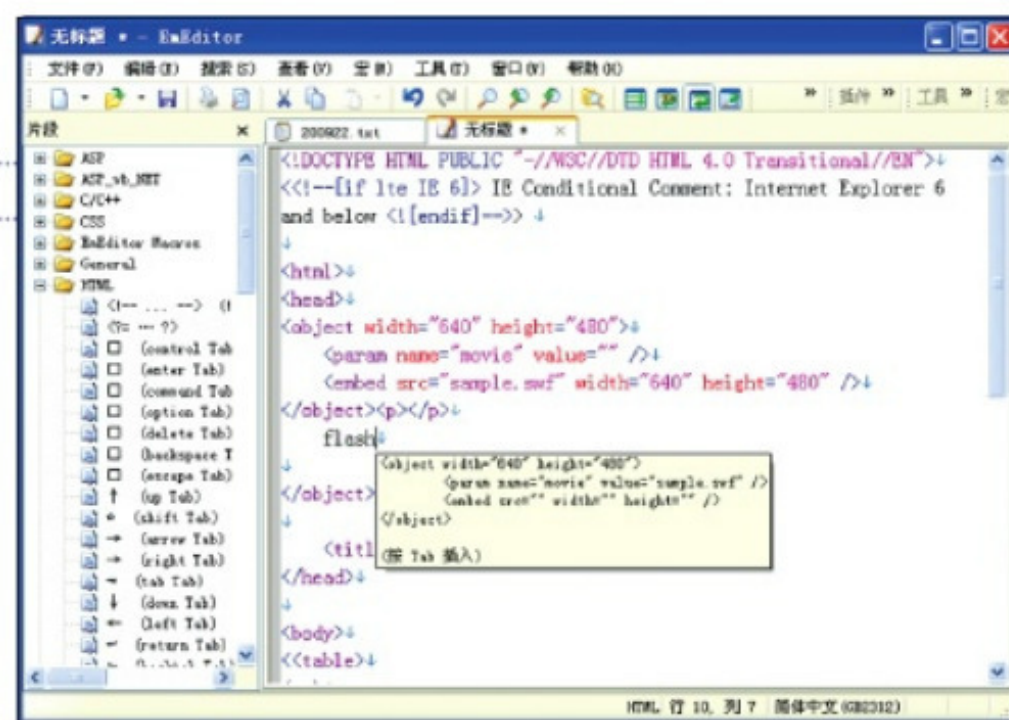 无标题 * - EmEditor
文件(F) 编辑(E) 搜索(S) 查看(V) 宏(M) 工具(T) 窗口(W) 帮助(H)
插件 工具
片段
200922.txt 无标题 *
ASP
ASP_vb_NET
C/C++
CSS
EmEditor Macros
General
HTML
<!-- ... -->
<?= ... ?>
(control Tab
(enter Tab)
(command Tab
(option Tab)
(delete Tab)
(backspace T
(escape Tab)
↑ (up Tab)
(shift Tab)
→ (arrow Tab)
→ (right Tab)
(tab Tab)
↓ (down Tab)
← (left Tab)
(return Tab)
<!DOCTYPE HTML PUBLIC "-//W3C//DTD HTML 4.0 Transitional//EN">↓
<<!--[if lte IE 6]> IE Conditional Comment: Internet Explorer 6
and below <![endif]-->> ↓
↓
<html>↓
<head>↓
<object width="640" height="480">↓
<param name="movie" value="" />↓
<embed src="sample.swf" width="640" height="480" />↓
</object><p></p>↓
flash↓
↓
</object>
↓
<titl
</head>↓
↓
<body>↓
<<table>↓
<object width="640" height="480">
<param name="movie" value="sample.swf" />
<embed src="" width="" height="" />
</object>
(按 Tab 插入)
HTML 行 10, 列 7 简体中文(GB2312)